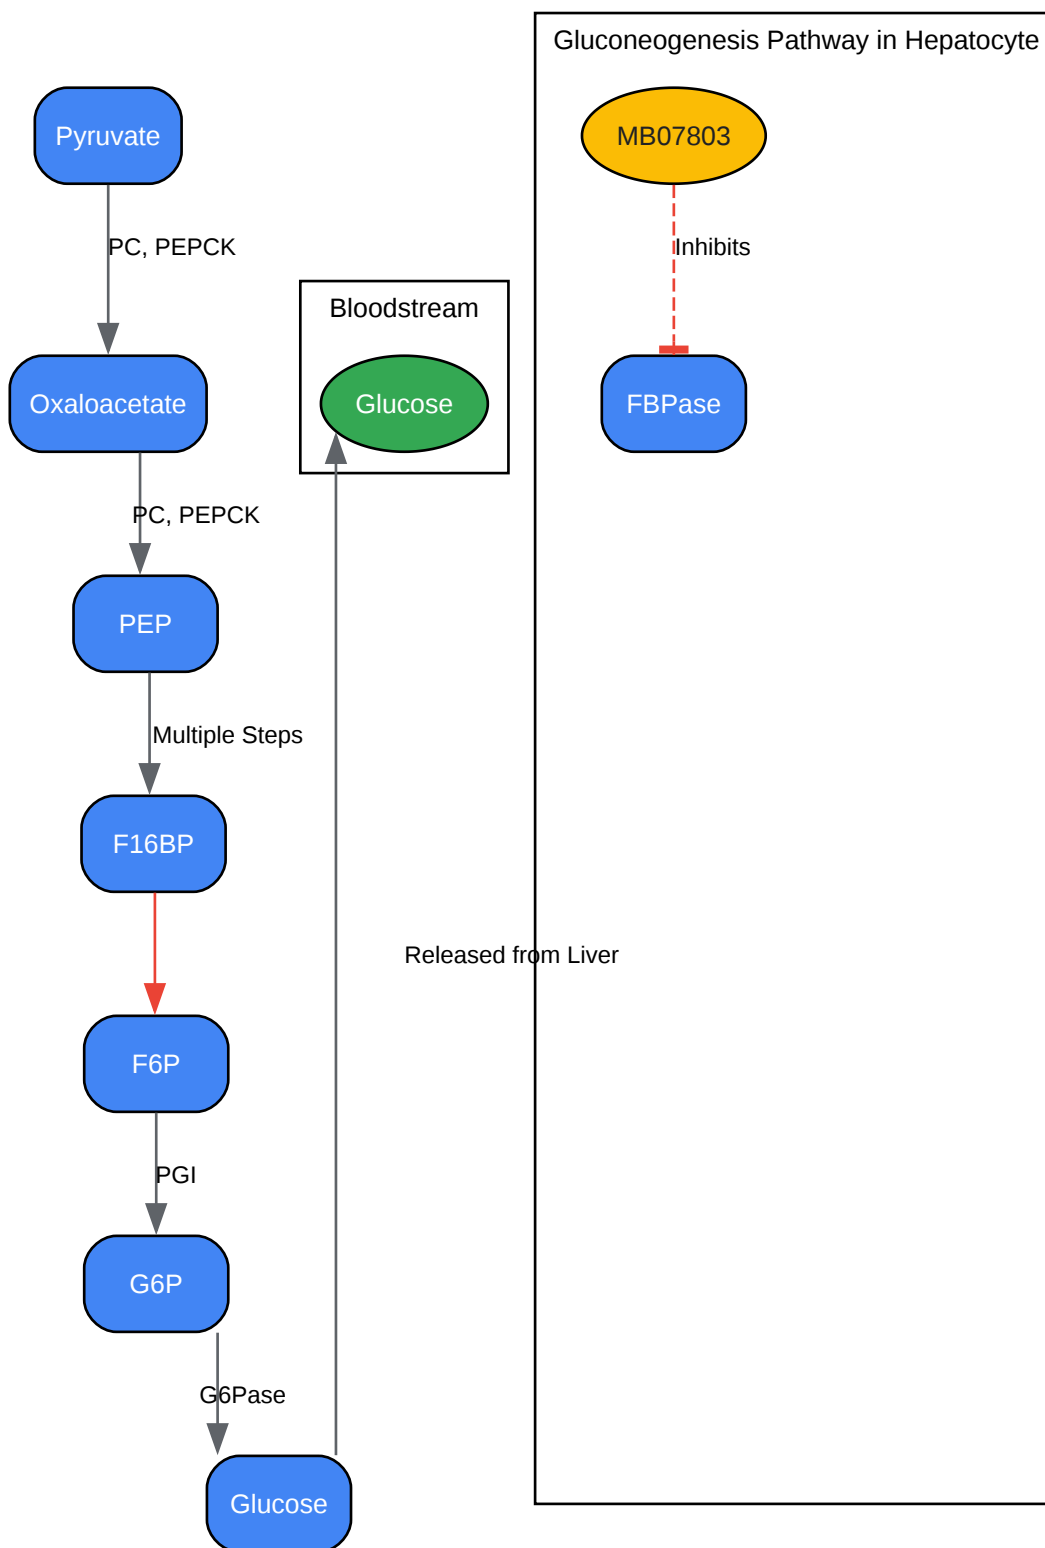 Gluconeogenesis Pathway in Hepatocyte
Pyruvate
MB07803
PC, PEPCK
Inhibits
Bloodstream
Oxaloacetate
Glucose
FBPase
PC, PEPCK
PEP
Multiple Steps
F16BP
Released from Liver
F6P
PGI
G6P
G6Pase
Glucose